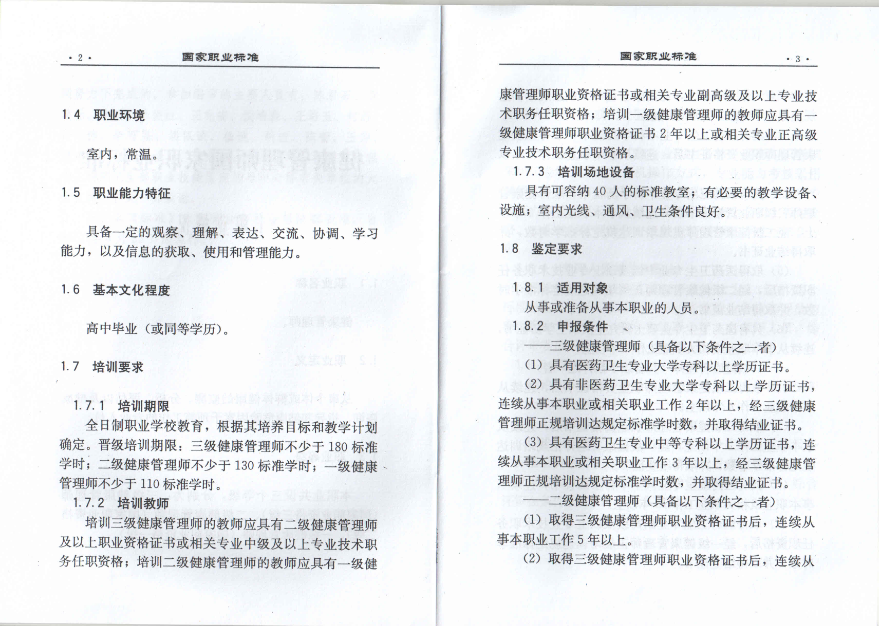 · 2 ·
国家职业标准
1.4 职业环境
室内，常温。
1.5 职业能力特征
具备一定的观察、理解、表达、交流、协调、学习
能力，以及信息的获取、使用和管理能力。
1.6 基本文化程度
高中毕业（或同等学历）。
1.7 培训要求
1.7.1 培训期限
全日制职业学校教育，根据其培养目标和教学计划
确定。晋级培训期限：三级健康管理师不少于 180 标准
学时；二级健康管理师不少于 130 标准学时；一级健康
管理师不少于 110 标准学时。
1.7.2 培训教师
培训三级健康管理师的教师应具有二级健康管理师
及以上职业资格证书或相关专业中级及以上专业技术职
务任职资格；培训二级健康管理师的教师应具有一级健
国家职业标准
· 3 ·
康管理师职业资格证书或相关专业副高级及以上专业技
术职务任职资格；培训一级健康管理师的教师应具有一
级健康管理师职业资格证书 2 年以上或相关专业正高级
专业技术职务任职资格。
1.7.3 培训场地设备
具有可容纳 40 人的标准教室；有必要的教学设备、
设施；室内光线、通风、卫生条件良好。
1.8 鉴定要求
1.8.1 适用对象
从事或准备从事本职业的人员。
1.8.2 申报条件
——三级健康管理师（具备以下条件之一者）
（1）具有医药卫生专业大学专科以上学历证书。
（2）具有非医药卫生专业大学专科以上学历证书，
连续从事本职业或相关职业工作 2 年以上，经三级健康
管理师正规培训达规定标准学时数，并取得结业证书。
（3）具有医药卫生专业中等专科以上学历证书，连
续从事本职业或相关职业工作 3 年以上，经三级健康管
理师正规培训达规定标准学时数，并取得结业证书。
——二级健康管理师（具备以下条件之一者）
（1）取得三级健康管理师职业资格证书后，连续从
事本职业工作 5 年以上。
（2）取得三级健康管理师职业资格证书后，连续从